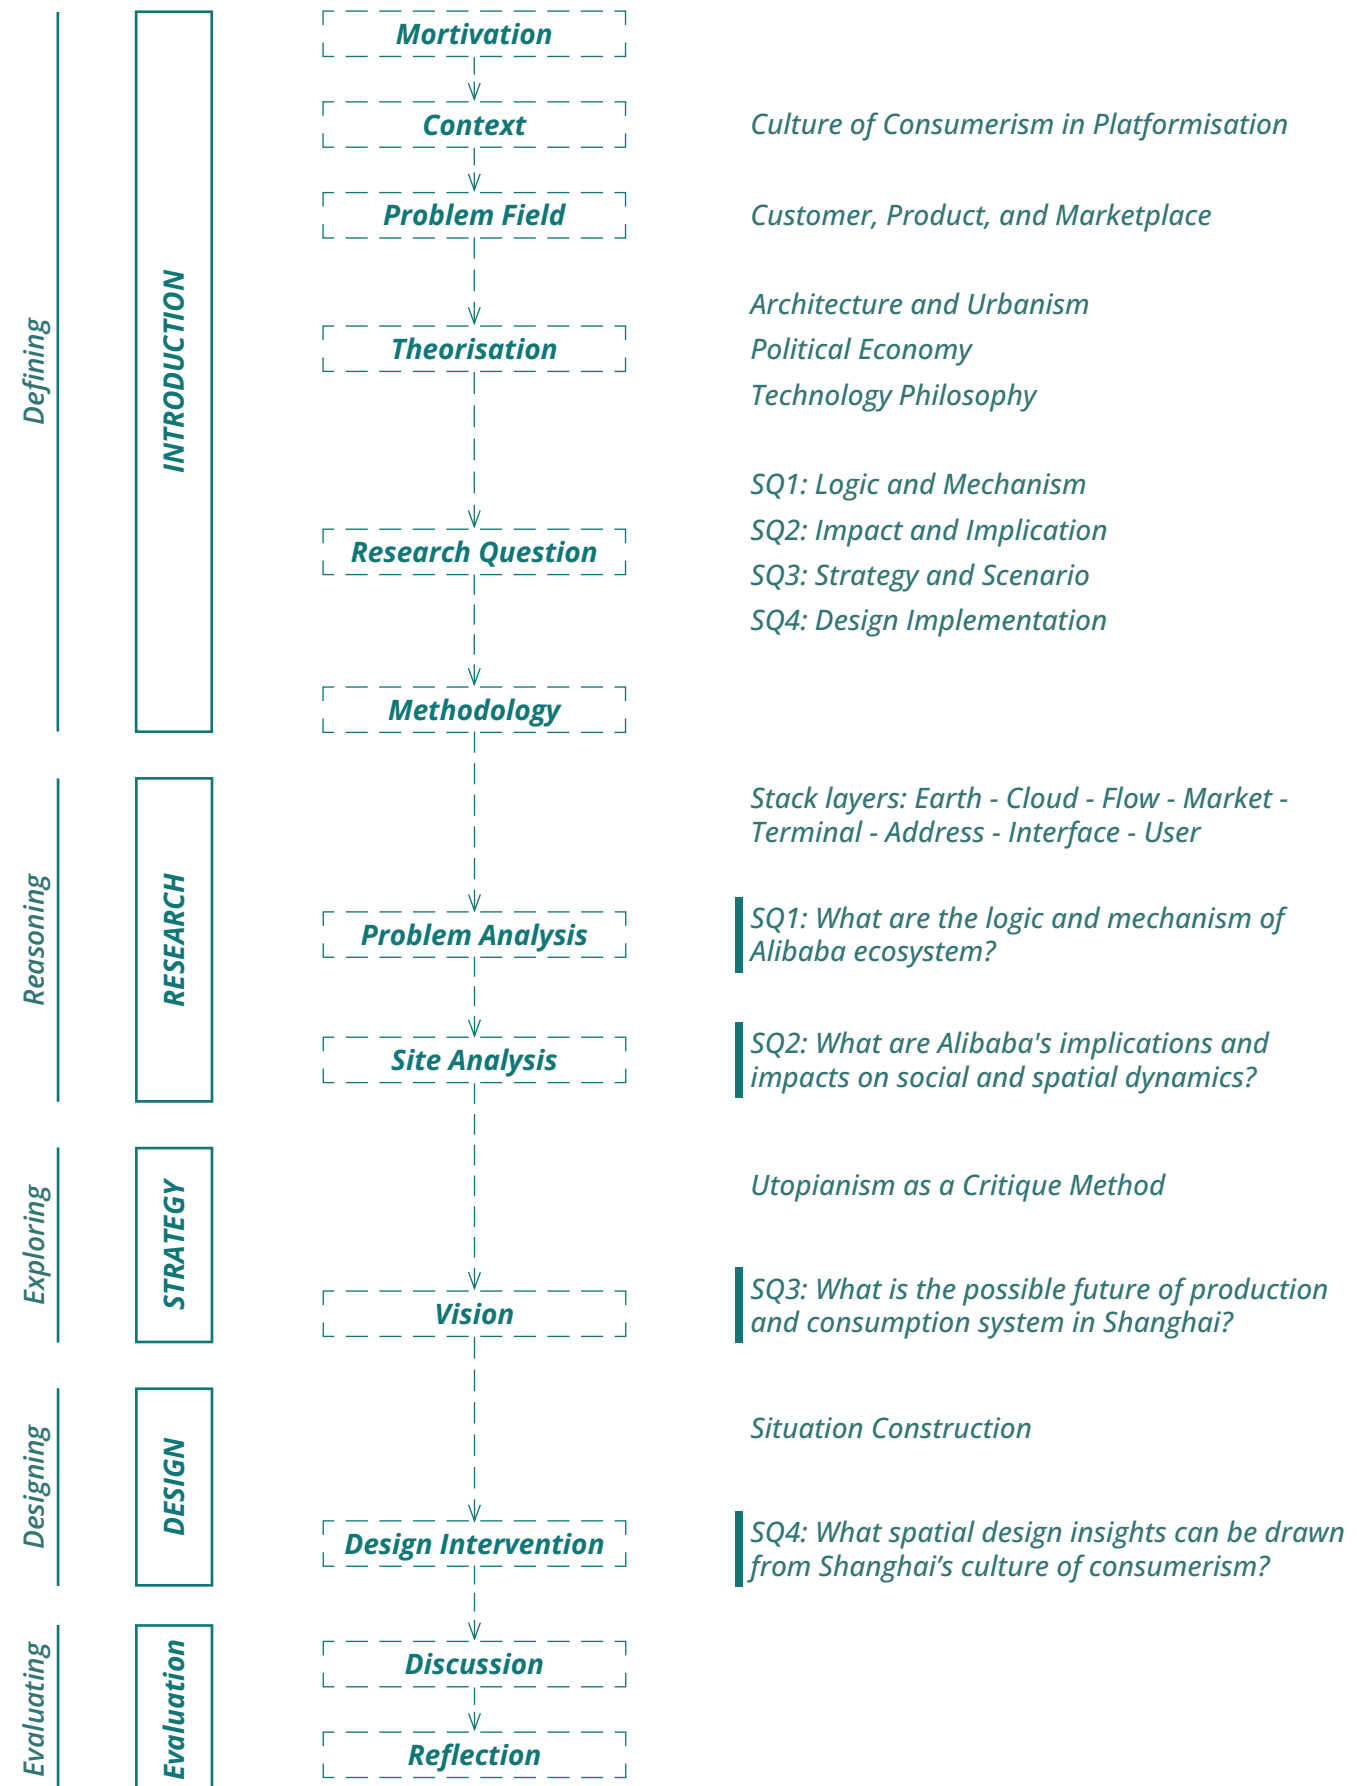 Defining
INTRODUCTION
Mortivation
Context
Culture of Consumerism in Platformisation
Problem Field
Customer, Product, and Marketplace
Theorisation
Architecture and Urbanism
Political Economy
Technology Philosophy
Research Question
SQ1: Logic and Mechanism
SQ2: Impact and Implication
SQ3: Strategy and Scenario
SQ4: Design Implementation
Methodology
Reasoning
RESEARCH
Stack layers: Earth - Cloud - Flow - Market -
Terminal - Address - Interface - User
Problem Analysis
SQ1: What are the logic and mechanism of
Alibaba ecosystem?
Site Analysis
SQ2: What are Alibaba's implications and
impacts on social and spatial dynamics?
Exploring
STRATEGY
Utopianism as a Critique Method
Vision
SQ3: What is the possible future of production
and consumption system in Shanghai?
Designing
DESIGN
Situation Construction
Design Intervention
SQ4: What spatial design insights can be drawn
from Shanghai’s culture of consumerism?
Evaluating
Evaluation
Discussion
Reflection